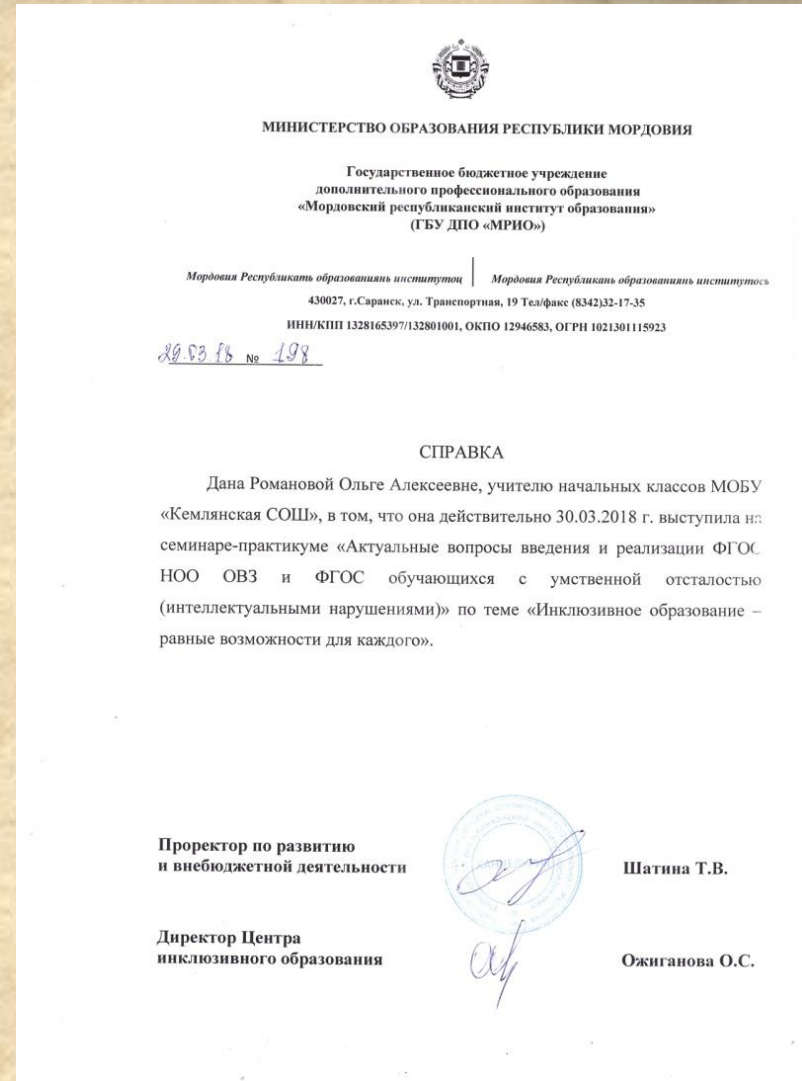 МИНИСТЕРСТВО ОБРАЗОВАНИЯ РЕСПУБЛИКИ МОРДОВИЯ
Государственное бюджетное учреждение
дополнительного профессионального образования
«Мордовский республиканский институт образования»
(ГБУ ДПО «МРИО»)
Мордовия Республикать образованиянь институтоц | Мордовия Республикань образованиянь институтось
430027, г.Саранск, ул. Транспортная, 19 Тел/факс (8342)32-17-35
ИНН/КПП 1328165397/132801001, ОКПО 12946583, ОГРН 1021301115923
29.03.18 № 198
СПРАВКА
Дана Романовой Ольге Алексеевне, учителю начальных классов МОБУ
«Кемлянская СОШ», в том, что она действительно 30.03.2018 г. выступила на
семинаре-практикуме «Актуальные вопросы введения и реализации ФГОС
НОО ОВЗ и ФГОС обучающихся с умственной отсталостью
(интеллектуальными нарушениями)» по теме «Инклюзивное образование –
равные возможности для каждого».
Проректор по развитию
и внебюджетной деятельности Шатина Т.В.
Директор Центра
инклюзивного образования Ожиганова О.С.